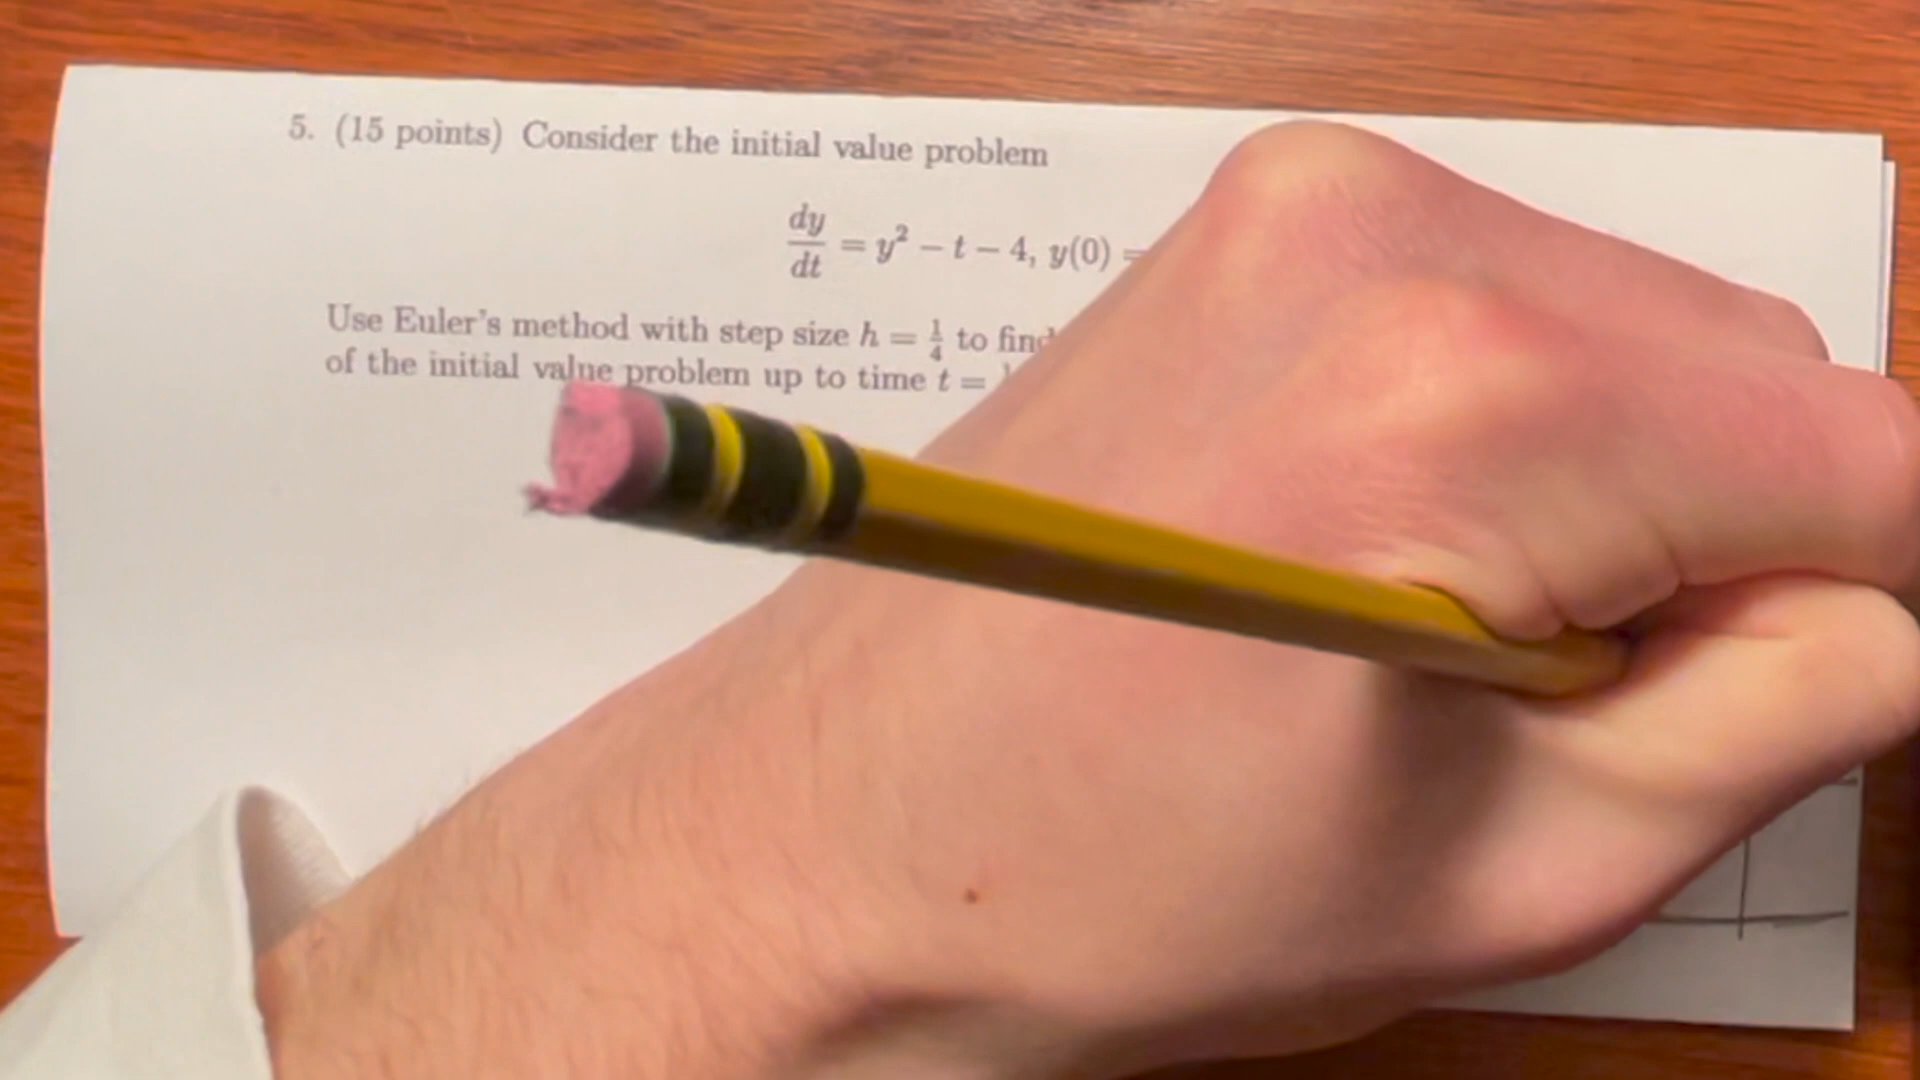 5. (15 points) Consider the initial value problem
dy/dt = y² − t − 4, y(0) =
Use Euler's method with step size h = 1/4 to find
of the initial value problem up to time t =